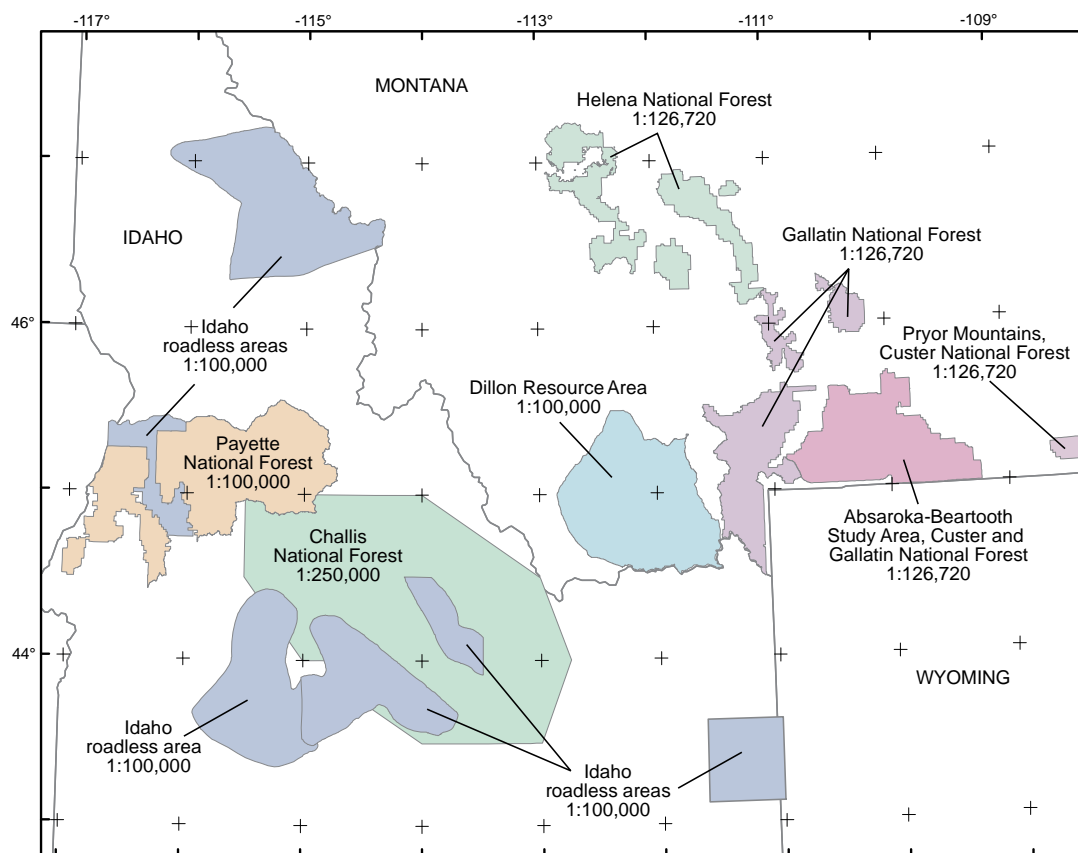 -117°
-115°
-113°
-111°
-109°
MONTANA
Helena National Forest
1:126,720
IDAHO
Gallatin National Forest
1:126,720
46°
Idaho
roadless areas
1:100,000
Pryor Mountains,
Custer National Forest
1:126,720
Dillon Resource Area
1:100,000
Payette
National Forest
1:100,000
Absaroka-Beartooth
Study Area, Custer and
Gallatin National Forest
1:126,720
Challis
National Forest
1:250,000
44°
WYOMING
Idaho
roadless area
1:100,000
Idaho
roadless areas
1:100,000